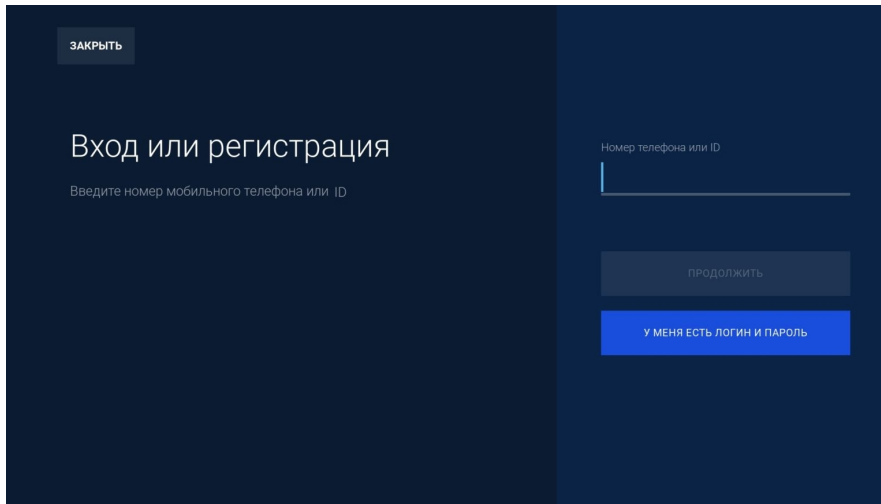 ЗАКРЫТЬ
Вход или регистрация
Введите номер мобильного телефона или ID
Номер телефона или ID
ПРОДОЛЖИТЬ
У МЕНЯ ЕСТЬ ЛОГИН И ПАРОЛЬ